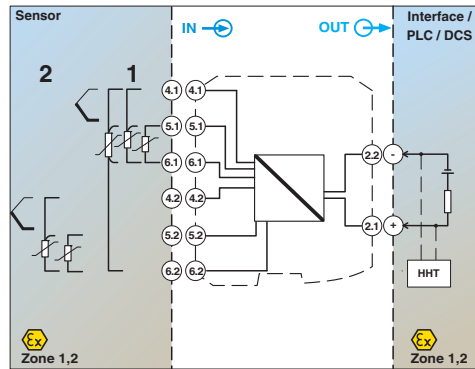 Sensor
IN
OUT
Interface /
PLC / DCS
2
1
4.1 4.1
5.1 5.1
6.1 6.1
4.2 4.2
5.2 5.2
6.2 6.2
2.2 -
2.1 +
HHT
Ex
Zone 1,2
Ex
Zone 1,2